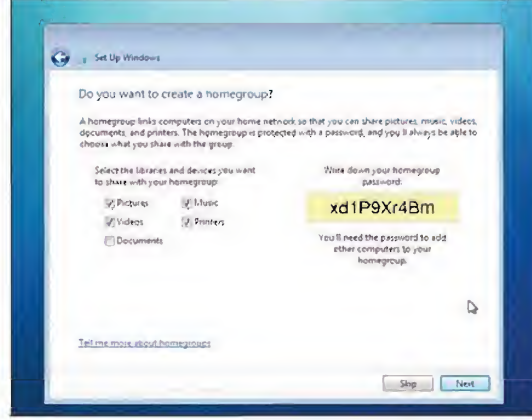 Set Up Windows
Do you want to create a homegroup?
A homegroup links computers on your home network so that you can share pictures, music, videos,
documents, and printers. The homegroup is protected with a password, and you'll always be able to
choose what you share with the group.
Select the libraries and devices you want
to share with your homegroup:
Pictures
Music
Videos
Printers
Documents
Write down your homegroup
password:
xd1P9Xr4Bm
You'll need the password to add
other computers to your
homegroup.
Tell me more about homegroups
Skip
Next